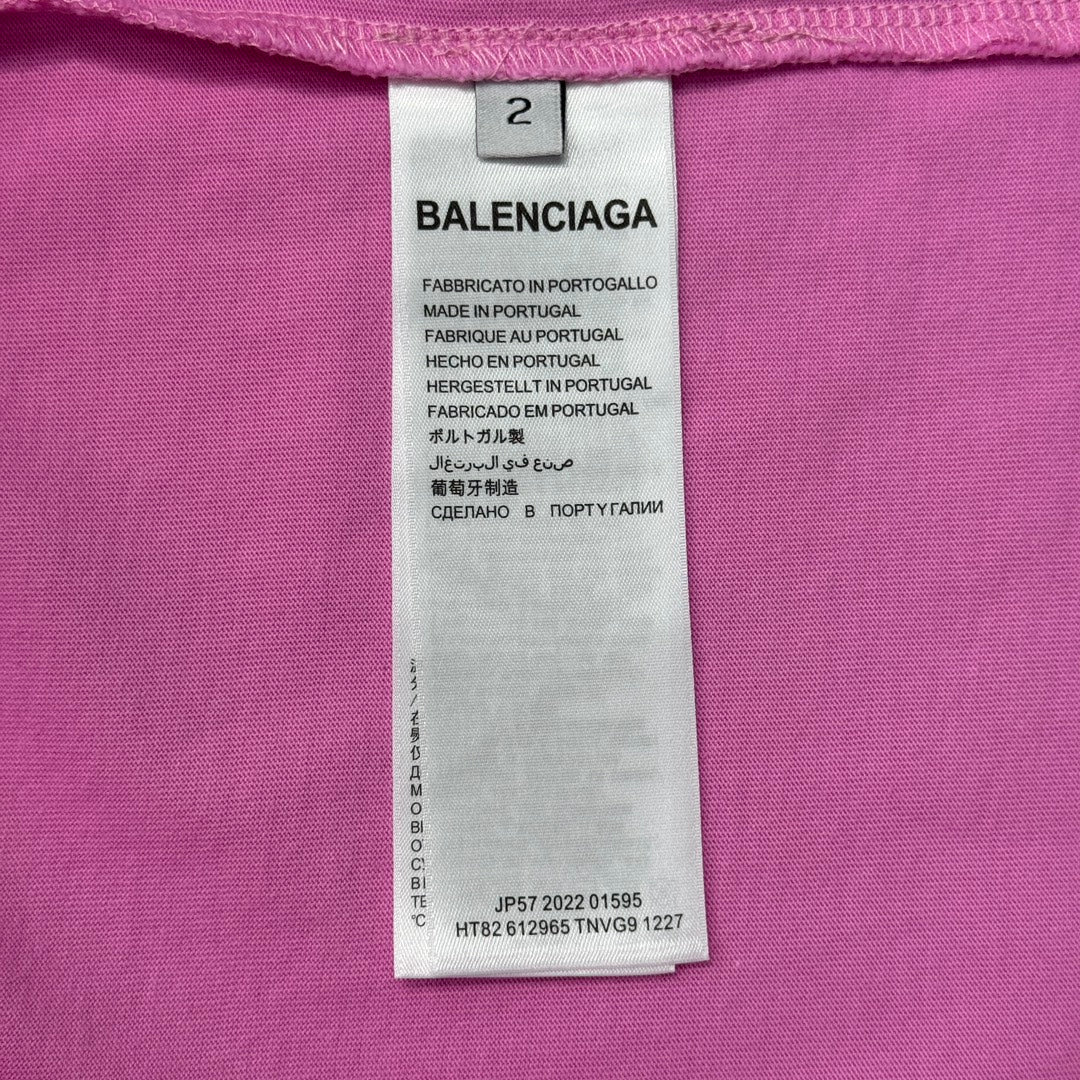 2
BALENCIAGA
FABBRICATO IN PORTOGALLO
MADE IN PORTUGAL
FABRIQUE AU PORTUGAL
HECHO EN PORTUGAL
HERGESTELLT IN PORTUGAL
FABRICADO EM PORTUGAL
ポルトガル製
صنع في البرتغال
葡萄牙制造
СДЕЛАНО В ПОРТУГАЛИИ
JP57 2022 01595
HT82 612965 TNVG9 1227